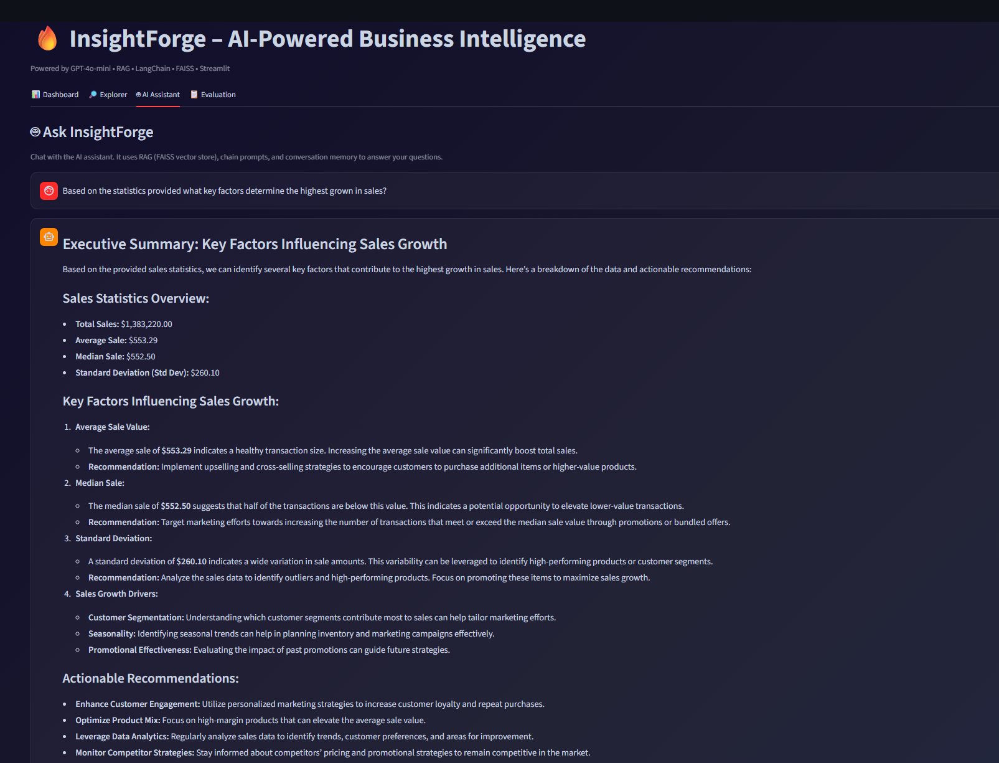 InsightForge – AI-Powered Business Intelligence
Powered by GPT-4o-mini • RAG • LangChain • FAISS • Streamlit
Dashboard Explorer AI Assistant Evaluation
Ask InsightForge
Chat with the AI assistant. It uses RAG (FAISS vector store), chain prompts, and conversation memory to answer your questions.
Based on the statistics provided what key factors determine the highest grown in sales?
Executive Summary: Key Factors Influencing Sales Growth
Based on the provided sales statistics, we can identify several key factors that contribute to the highest growth in sales. Here's a breakdown of the data and actionable recommendations:
Sales Statistics Overview:
• Total Sales: $1,383,220.00
• Average Sale: $553.29
• Median Sale: $552.50
• Standard Deviation (Std Dev): $260.10
Key Factors Influencing Sales Growth:
1. Average Sale Value:
○ The average sale of $553.29 indicates a healthy transaction size. Increasing the average sale value can significantly boost total sales.
○ Recommendation: Implement upselling and cross-selling strategies to encourage customers to purchase additional items or higher-value products.
2. Median Sale:
○ The median sale of $552.50 suggests that half of the transactions are below this value. This indicates a potential opportunity to elevate lower-value transactions.
○ Recommendation: Target marketing efforts towards increasing the number of transactions that meet or exceed the median sale value through promotions or bundled offers.
3. Standard Deviation:
○ A standard deviation of $260.10 indicates a wide variation in sale amounts. This variability can be leveraged to identify high-performing products or customer segments.
○ Recommendation: Analyze the sales data to identify outliers and high-performing products. Focus on promoting these items to maximize sales growth.
4. Sales Growth Drivers:
○ Customer Segmentation: Understanding which customer segments contribute most to sales can help tailor marketing efforts.
○ Seasonality: Identifying seasonal trends can help in planning inventory and marketing campaigns effectively.
○ Promotional Effectiveness: Evaluating the impact of past promotions can guide future strategies.
Actionable Recommendations:
• Enhance Customer Engagement: Utilize personalized marketing strategies to increase customer loyalty and repeat purchases.
• Optimize Product Mix: Focus on high-margin products that can elevate the average sale value.
• Leverage Data Analytics: Regularly analyze sales data to identify trends, customer preferences, and areas for improvement.
• Monitor Competitor Strategies: Stay informed about competitors' pricing and promotional strategies to remain competitive in the market.